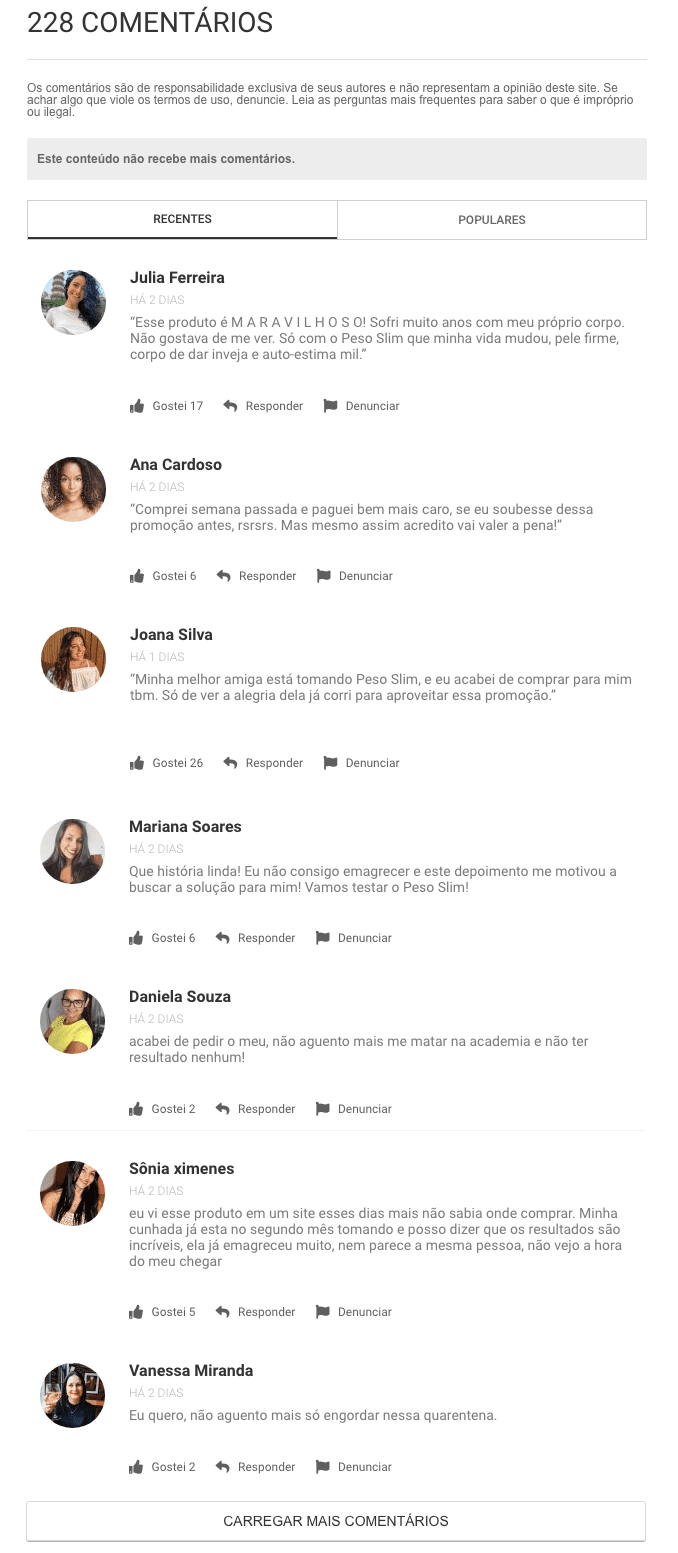 228 COMENTÁRIOS
Os comentários são de responsabilidade exclusiva de seus autores e não representam a opinião deste site. Se
achar algo que viole os termos de uso, denuncie. Leia as perguntas mais frequentes para saber o que é impróprio
ou ilegal.
Este conteúdo não recebe mais comentários.
RECENTES
POPULARES
Julia Ferreira
HÁ 2 DIAS
“Esse produto é M A R A V I L H O S O! Sofri muito anos com meu próprio corpo.
Não gostava de me ver. Só com o Peso Slim que minha vida mudou, pele firme,
corpo de dar inveja e auto-estima mil.”
Gostei 17 Responder Denunciar
Ana Cardoso
HÁ 2 DIAS
“Comprei semana passada e paguei bem mais caro, se eu soubesse dessa
promoção antes, rsrsrs. Mas mesmo assim acredito vai valer a pena!”
Gostei 6 Responder Denunciar
Joana Silva
HÁ 1 DIAS
“Minha melhor amiga está tomando Peso Slim, e eu acabei de comprar para mim
tbm. Só de ver a alegria dela já corri para aproveitar essa promoção.”
Gostei 26 Responder Denunciar
Mariana Soares
HÁ 2 DIAS
Que história linda! Eu não consigo emagrecer e este depoimento me motivou a
buscar a solução para mim! Vamos testar o Peso Slim!
Gostei 6 Responder Denunciar
Daniela Souza
HÁ 2 DIAS
acabei de pedir o meu, não aguento mais me matar na academia e não ter
resultado nenhum!
Gostei 2 Responder Denunciar
Sônia ximenes
HÁ 2 DIAS
eu vi esse produto em um site esses dias mais não sabia onde comprar. Minha
cunhada já esta no segundo mês tomando e posso dizer que os resultados são
incríveis, ela já emagreceu muito, nem parece a mesma pessoa, não vejo a hora
do meu chegar
Gostei 5 Responder Denunciar
Vanessa Miranda
HÁ 2 DIAS
Eu quero, não aguento mais só engordar nessa quarentena.
Gostei 2 Responder Denunciar
CARREGAR MAIS COMENTÁRIOS